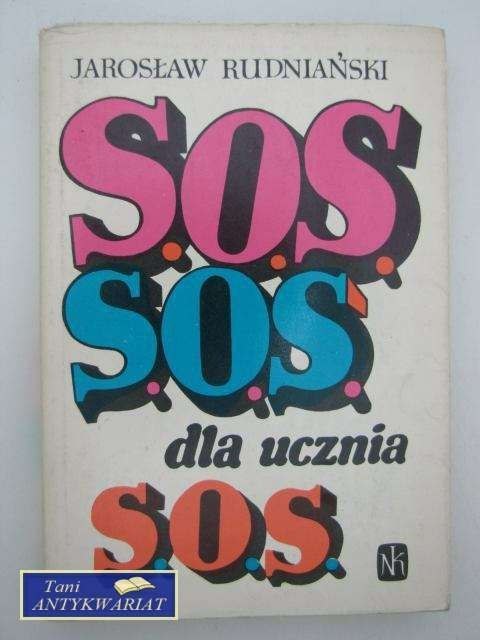 JAROSŁAW RUDNIAŃSKI
S.O.S.
S.O.S.
dla ucznia
S.O.S.
NK
Tani
ANTYKWARIAT